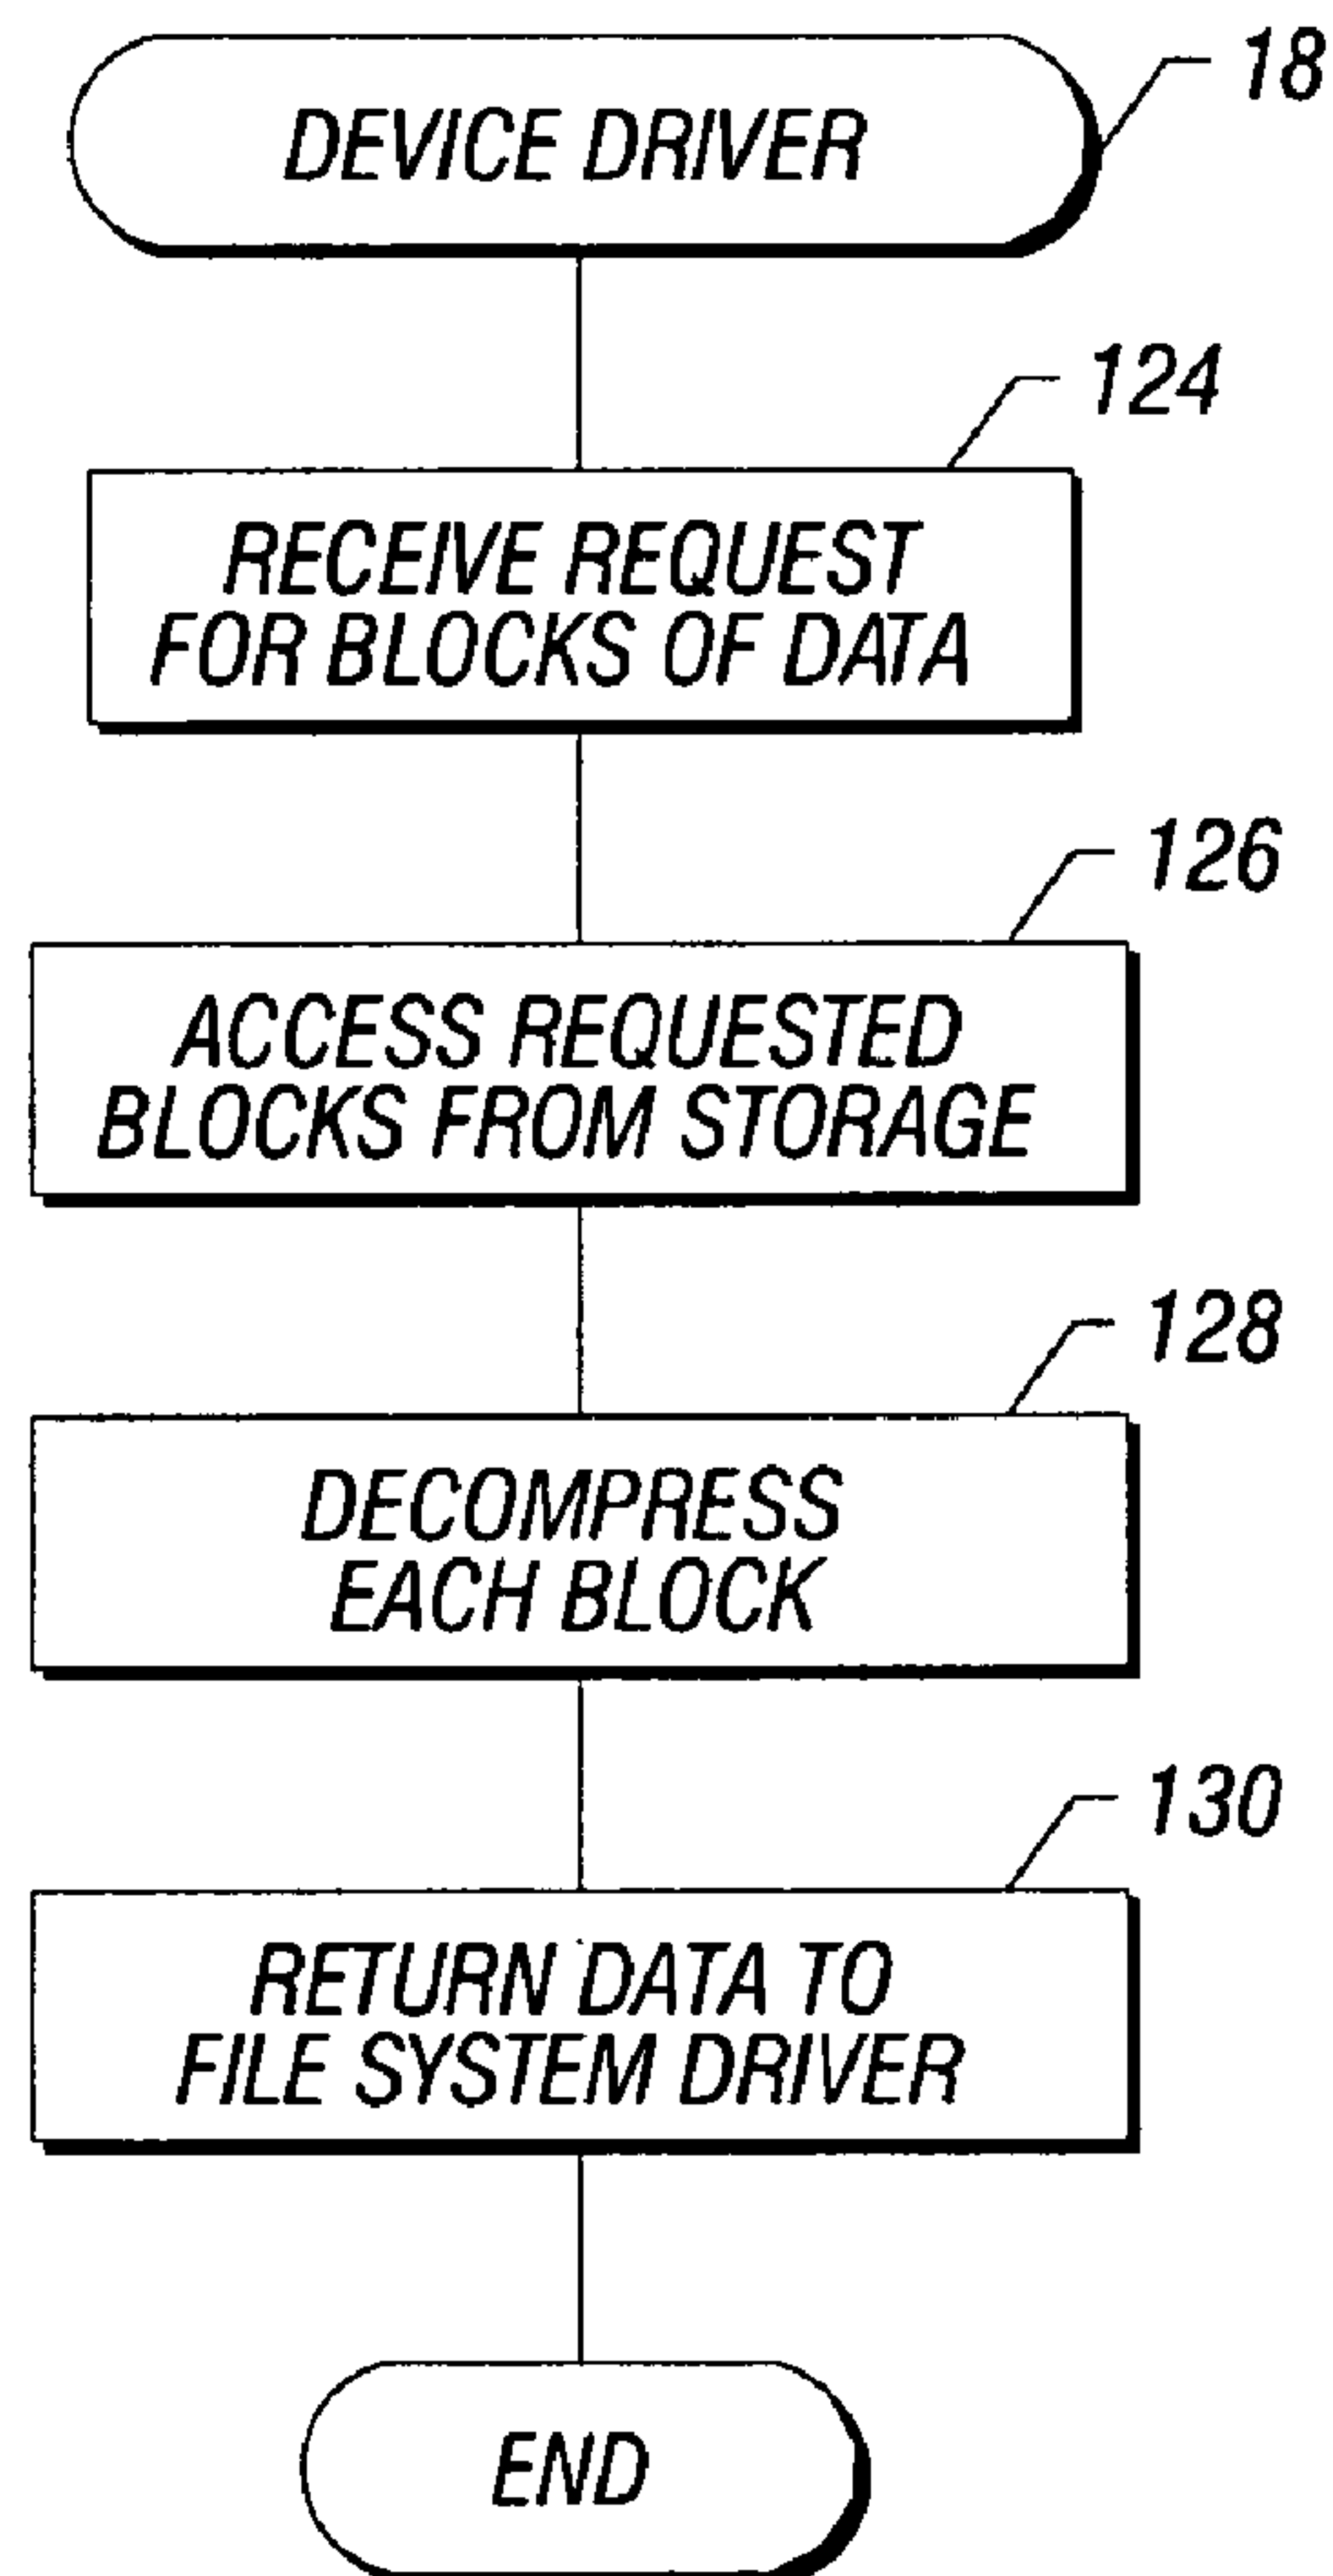 DEVICE DRIVER
18
124
RECEIVE REQUEST
FOR BLOCKS OF DATA
126
ACCESS REQUESTED
BLOCKS FROM STORAGE
128
DECOMPRESS
EACH BLOCK
130
RETURN DATA TO
FILE SYSTEM DRIVER
END